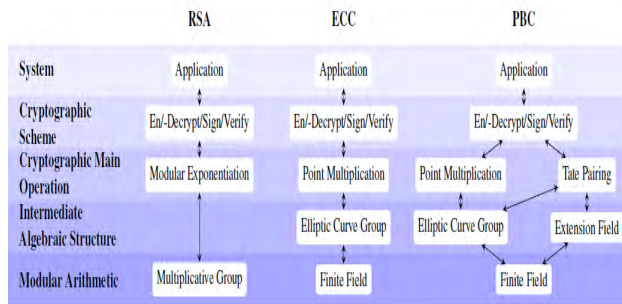 RSA ECC PBC
System Application Application Application
Cryptographic
Scheme
En/-Decrypt/Sign/Verify En/-Decrypt/Sign/Verify En/-Decrypt/Sign/Verify
Cryptographic Main
Operation
Modular Exponentiation Point Multiplication Point Multiplication Tate Pairing
Intermediate
Algebraic Structure
Elliptic Curve Group Elliptic Curve Group Extension Field
Modular Arithmetic Multiplicative Group Finite Field Finite Field